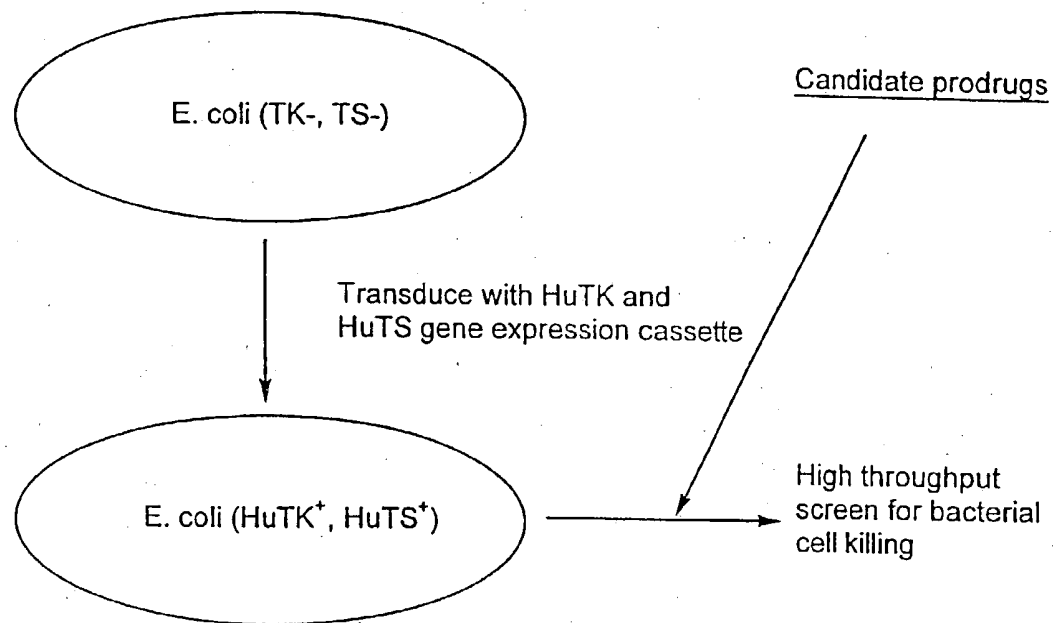 E. coli (TK-, TS-)
Candidate prodrugs
Transduce with HuTK and
HuTS gene expression cassette
E. coli (HuTK⁺, HuTS⁺)
High throughput
screen for bacterial
cell killing